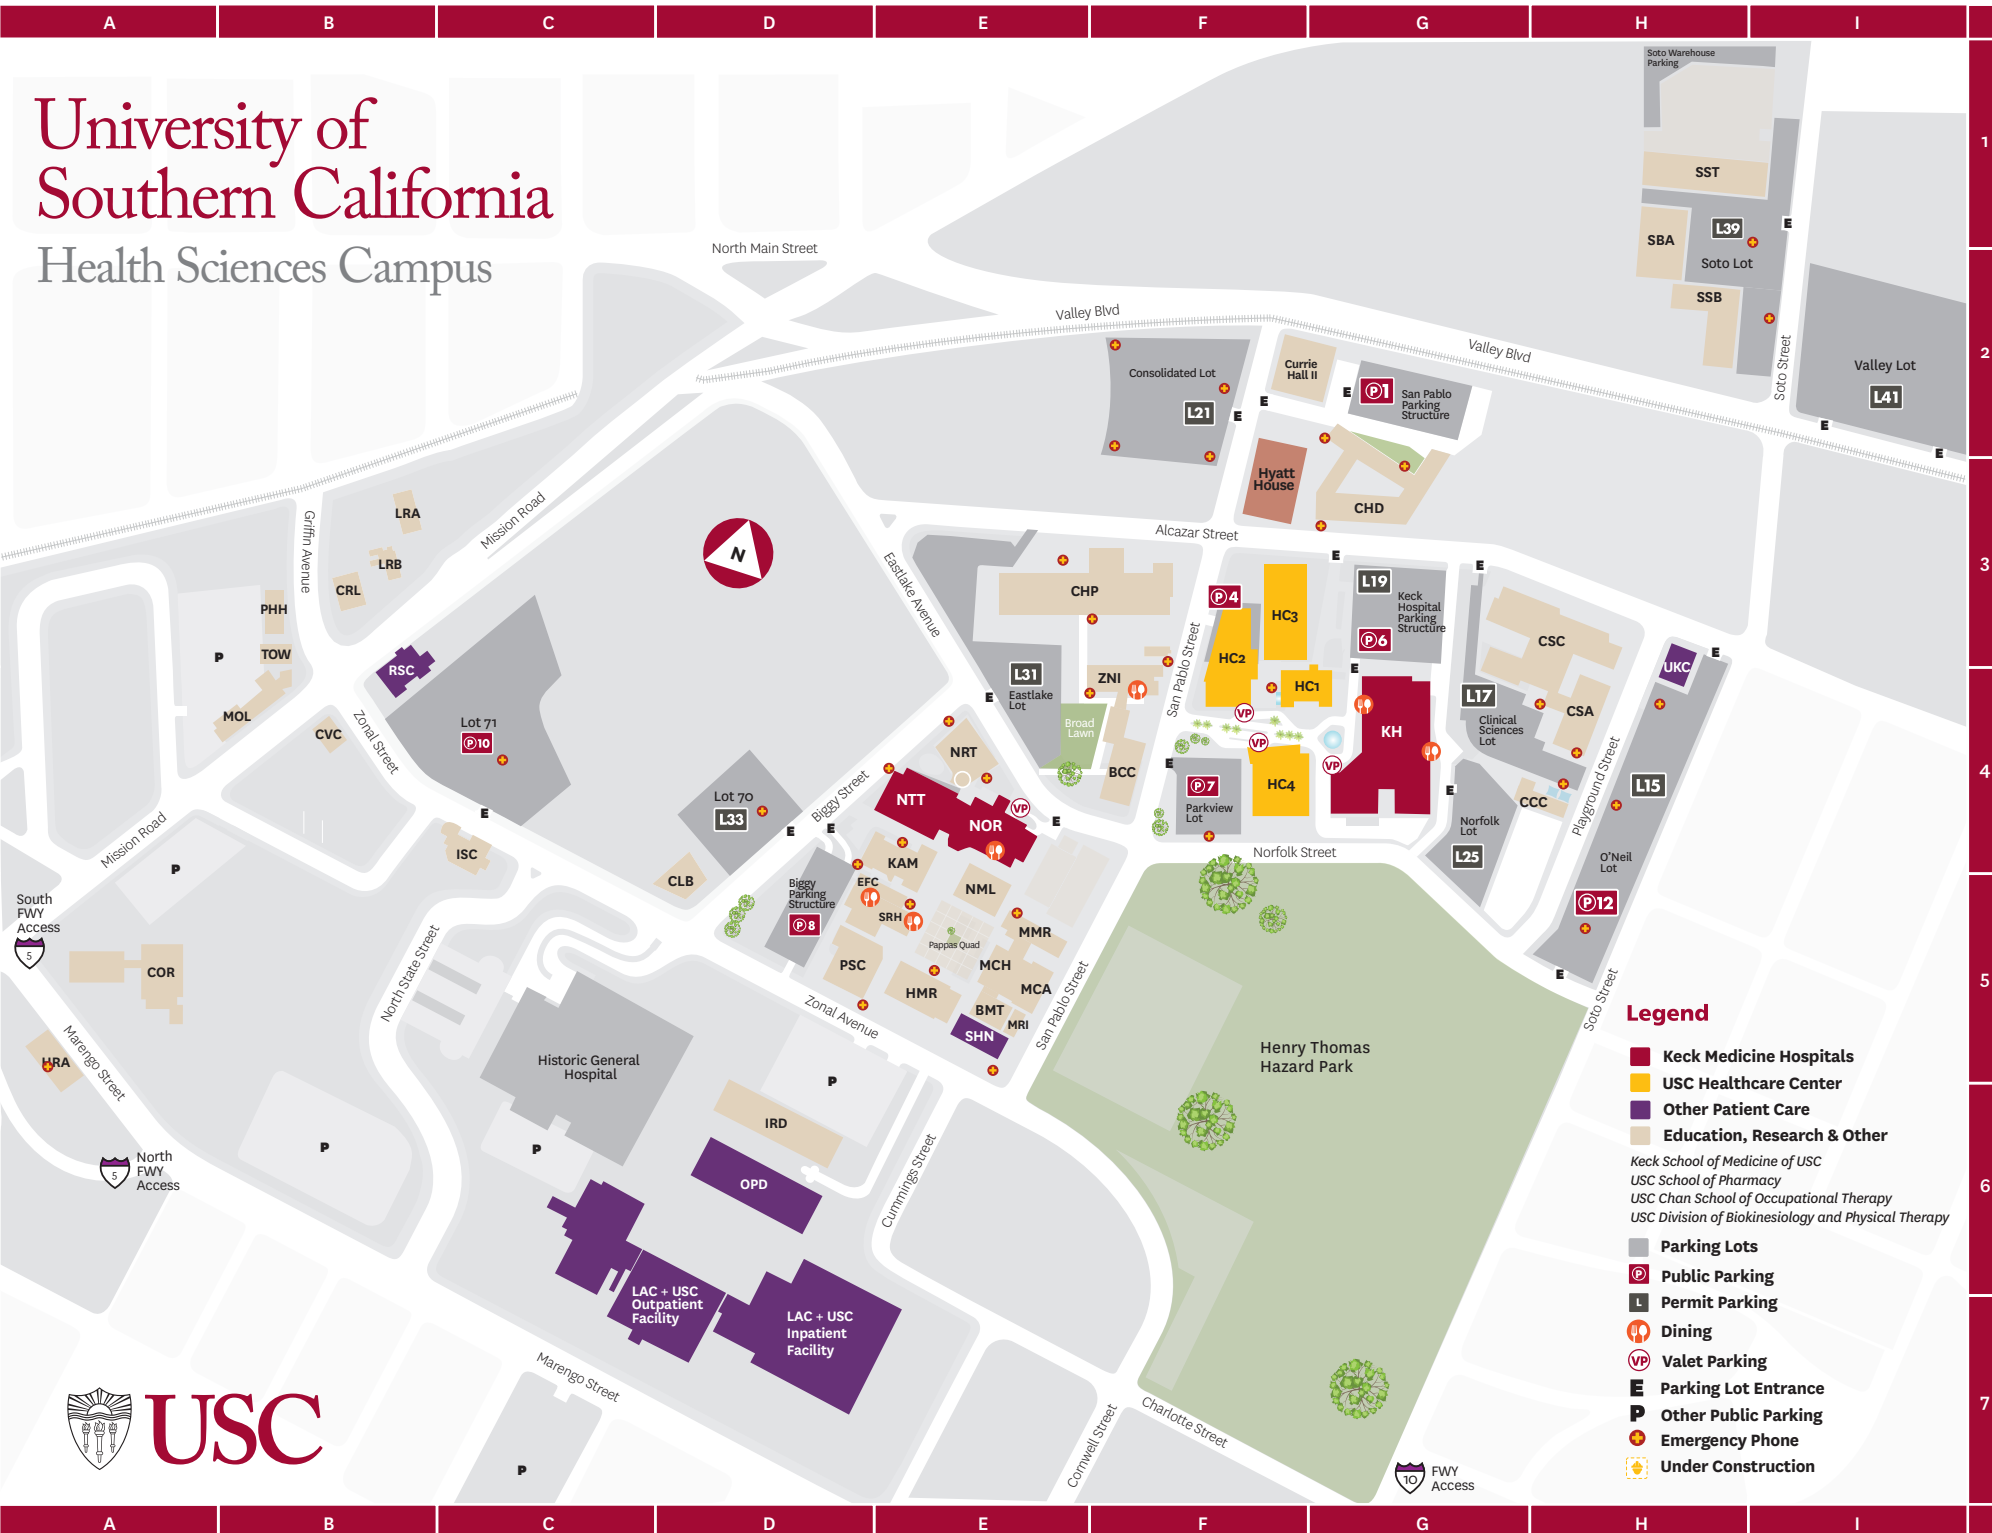 A B C D E F G H I
University of
Southern California
Health Sciences Campus
1
2
3
4
5
6
7
Soto Warehouse
Parking
SST
L39
E
SBA
Soto Lot
SSB
North Main Street
Valley Blvd
Valley Blvd
Soto Street
Valley Lot
L41
E
E
Consolidated Lot
L21
E
E
Currie
Hall II
E
P1
San Pablo
Parking
Structure
Hyatt
House
CHD
Griffin Avenue
LRA
LRB
CRL
PHH
TOW
P
MOL
RSC
CVC
Mission Road
Zonal Street
Lot 71
P10
E
N
Eastlake Avenue
Alcazar Street
CHP
E
E
L19
Keck
Hospital
Parking
Structure
P6
E
P4
HC3
HC2
HC1
San Pablo Street
ZNI
L31
Eastlake
Lot
E
Broad
Lawn
BCC
CSC
UKC
E
L17
CSA
Clinical
Sciences
Lot
KH
VP
VP
VP
E
P7
Parkview
Lot
HC4
E
CCC
Playground Street
L15
Norfolk
Lot
L25
O'Neil
Lot
P12
E
Norfolk Street
Mission Road
P
ISC
Lot 70
L33
Biggy Street
E
E
CLB
NRT
NTT
NOR
VP
E
KAM
EFC
SRH
NML
Biggy
Parking
Structure
P8
Pappas Quad
MMR
MCH
MCA
PSC
HMR
BMT
MRI
SHN
San Pablo Street
Zonal Avenue
South
FWY
Access
5
COR
HRA
Marengo Street
North State Street
Historic General
Hospital
P
P
P
IRD
OPD
Cummings Street
North
FWY
Access
5
LAC + USC
Outpatient
Facility
LAC + USC
Inpatient
Facility
Henry Thomas
Hazard Park
Soto Street
Marengo Street
P
Cornwell Street
Charlotte Street
10
FWY
Access
USC
Legend
Keck Medicine Hospitals
USC Healthcare Center
Other Patient Care
Education, Research & Other
Keck School of Medicine of USC
USC School of Pharmacy
USC Chan School of Occupational Therapy
USC Division of Biokinesiology and Physical Therapy
Parking Lots
P Public Parking
L Permit Parking
Dining
VP Valet Parking
E Parking Lot Entrance
P Other Public Parking
Emergency Phone
Under Construction
A B C D E F G H I